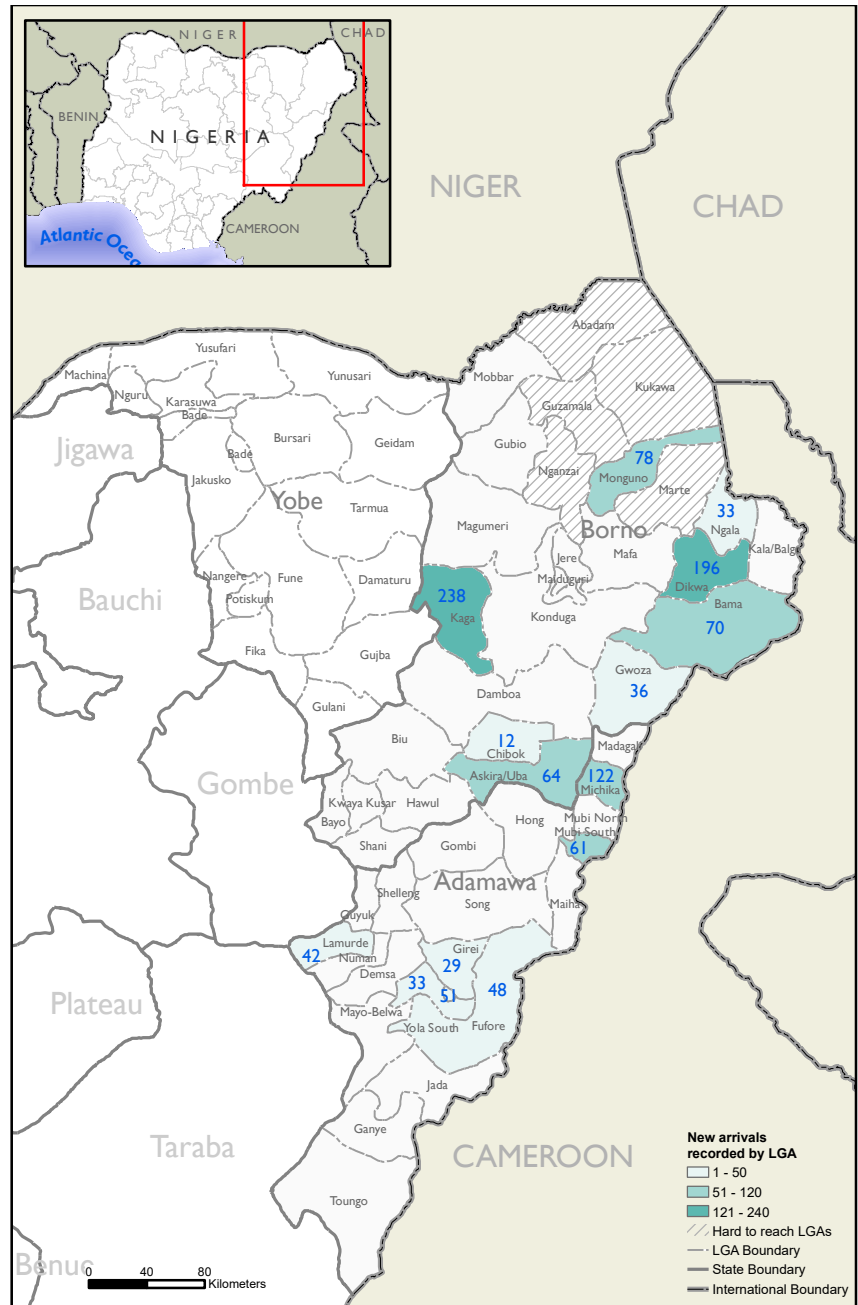 NIGER
CHAD
BENIN
NIGERIA
CAMEROON
Atlantic Ocea
NIGER
CHAD
Abadam
Yusufari
Machina
Yunusari
Mobbar
Kukawa
Nguru
Karasuwa
Guzamala
Bade
Bursari
Geidam
Gubio
Jigawa
Bade
78
Nganzai
Monguno
Jakusko
Marte
Yobe
Tarmua
33
Magumeri
Borno
Ngala
Jere
Mafa
Kala/Balge
Nangere
Fune
Damaturu
Maiduguri
196
Dikwa
Bauchi
238
Potiskum
Kaga
Konduga
Bama
70
Fika
Gujba
Gwoza
36
Damboa
Gulani
Biu
12
Chibok
Madagali
Gombe
Askira/Uba
64
122
Michika
Kwaya Kusar
Hawul
Bayo
Hong
Mubi North
Mubi South
Shani
Gombi
61
Adamawa
Shelleng
Song
Maiha
Guyuk
Lamurde
Girei
42
Numan
29
Demsa
33
51
48
Plateau
Mayo-Belwa
Yola South
Fufore
Jada
Ganye
Taraba
CAMEROON
Toungo
Benue
0 40 80
Kilometers
New arrivals
recorded by LGA
1 - 50
51 - 120
121 - 240
Hard to reach LGAs
LGA Boundary
State Boundary
International Boundary